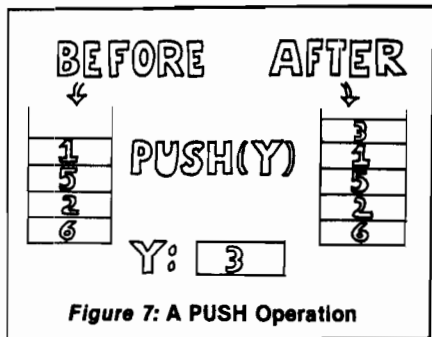 BEFORE AFTER
3
1 1
5 PUSH(Y) 5
2 2
6 6
Y: 3
Figure 7: A PUSH Operation